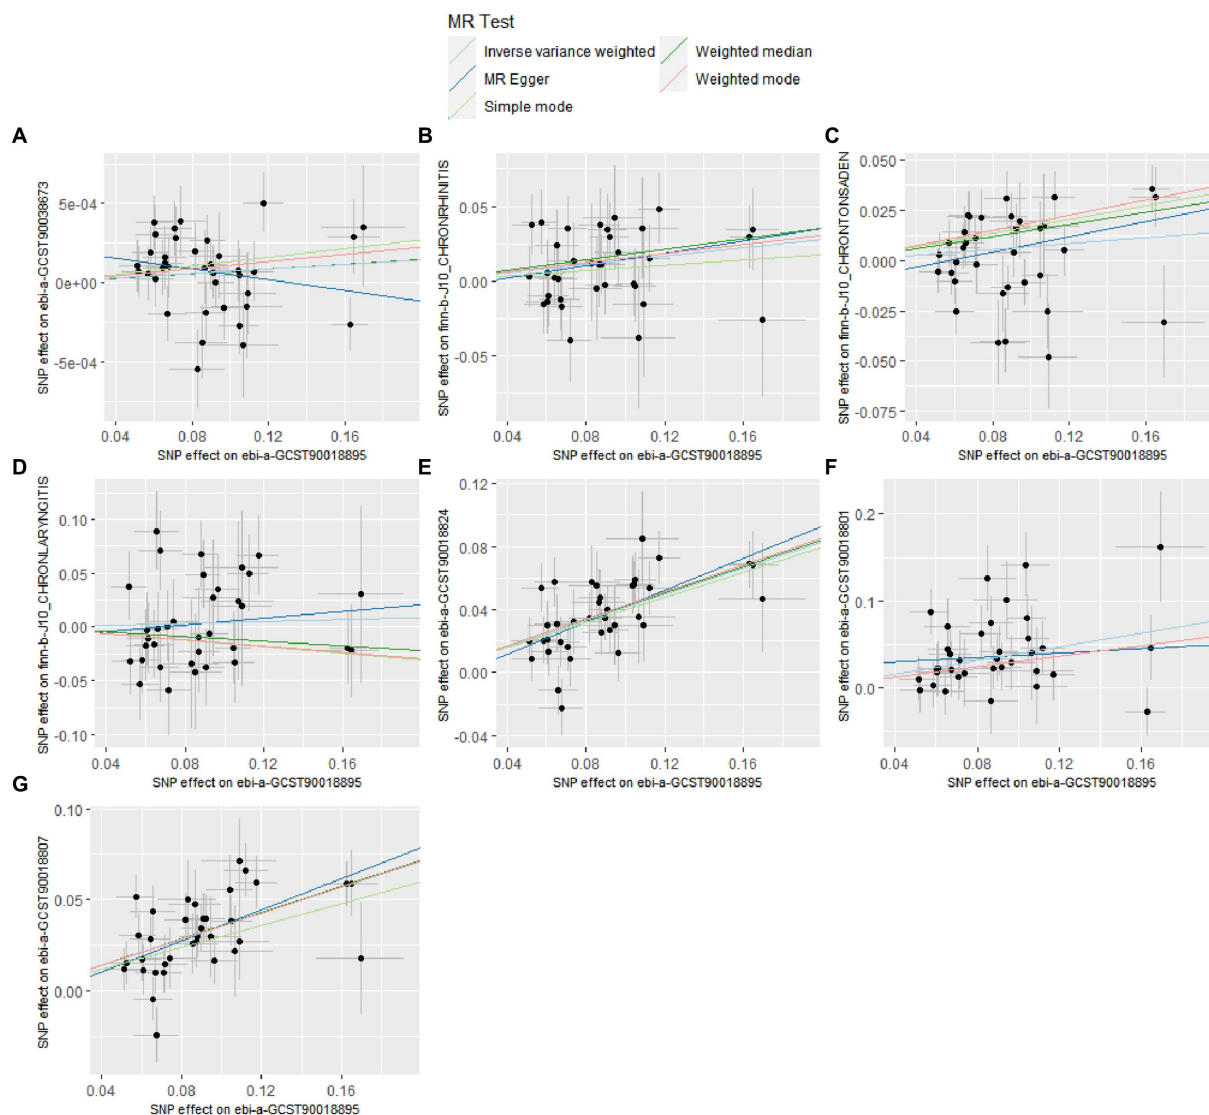 MR Test
Inverse variance weighted
Weighted median
MR Egger
Weighted mode
Simple mode
A
SNP effect on ebi-a-GCST90038673
5e-04
0e+00
-5e-04
0.04 0.08 0.12 0.16
SNP effect on ebi-a-GCST90018895
B
SNP effect on finn-b-J10_CHRONRHINITIS
0.05
0.00
-0.05
0.04 0.08 0.12 0.16
SNP effect on ebi-a-GCST90018895
C
SNP effect on finn-b-J10_CHRONTONSADEN
0.050
0.025
0.000
-0.025
-0.050
-0.075
0.04 0.08 0.12 0.16
SNP effect on ebi-a-GCST90018895
D
SNP effect on finn-b-J10_CHRONLARYNGITIS
0.10
0.05
0.00
-0.05
-0.10
0.04 0.08 0.12 0.16
SNP effect on ebi-a-GCST90018895
E
SNP effect on ebi-a-GCST90018824
0.12
0.08
0.04
0.00
-0.04
0.04 0.08 0.12 0.16
SNP effect on ebi-a-GCST90018895
F
SNP effect on ebi-a-GCST90018801
0.2
0.1
0.0
0.04 0.08 0.12 0.16
SNP effect on ebi-a-GCST90018895
G
SNP effect on ebi-a-GCST90018807
0.10
0.05
0.00
0.04 0.08 0.12 0.16
SNP effect on ebi-a-GCST90018895